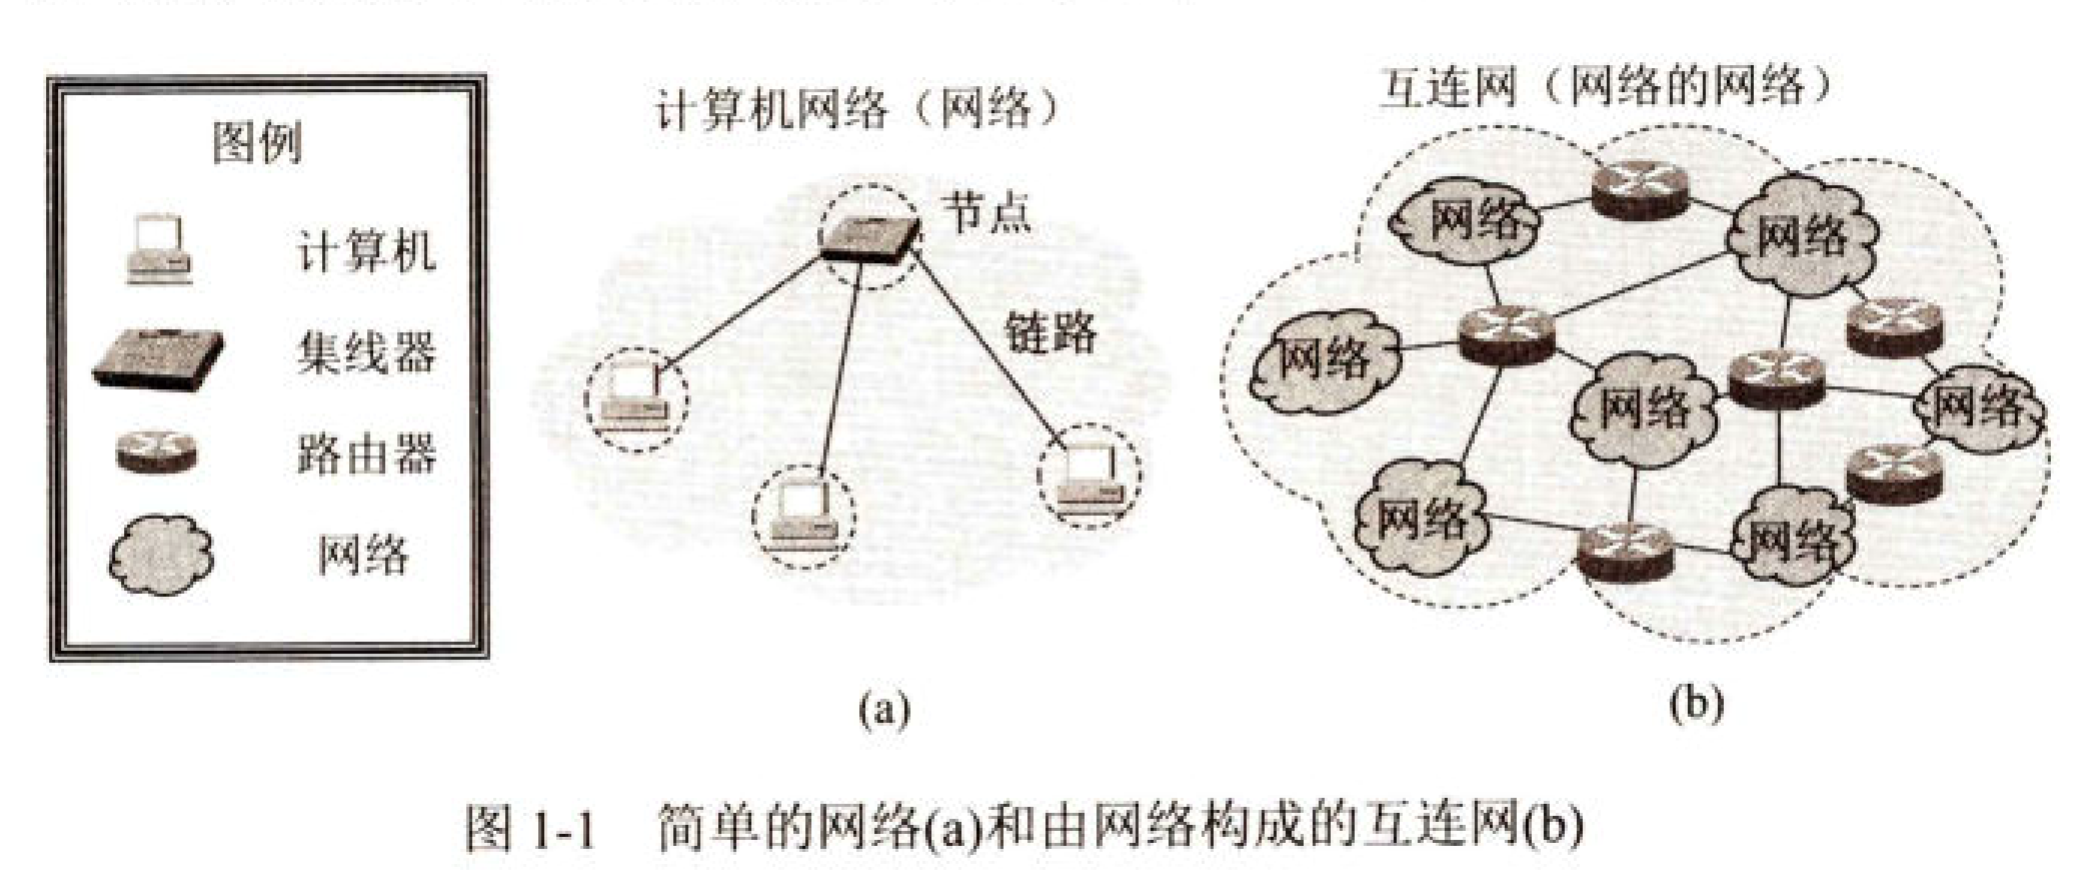 图例
计算机
集线器
路由器
网络
计算机网络（网络）
节点
链路
(a)
互连网（网络的网络）
网络
网络
网络
网络
网络
网络
网络
(b)
图 1-1 简单的网络(a)和由网络构成的互连网(b)